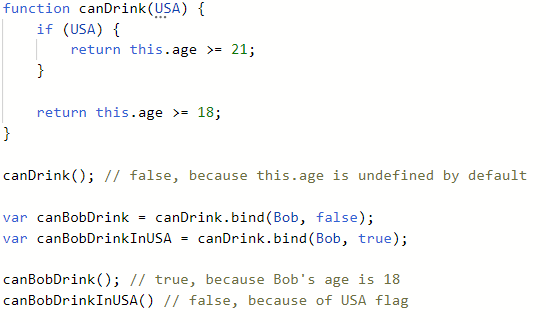 function canDrink(USA) {
    if (USA) {
        return this.age >= 21;
    }

    return this.age >= 18;
}

canDrink(); // false, because this.age is undefined by default

var canBobDrink = canDrink.bind(Bob, false);
var canBobDrinkInUSA = canDrink.bind(Bob, true);

canBobDrink(); // true, because Bob's age is 18
canBobDrinkInUSA() // false, because of USA flag